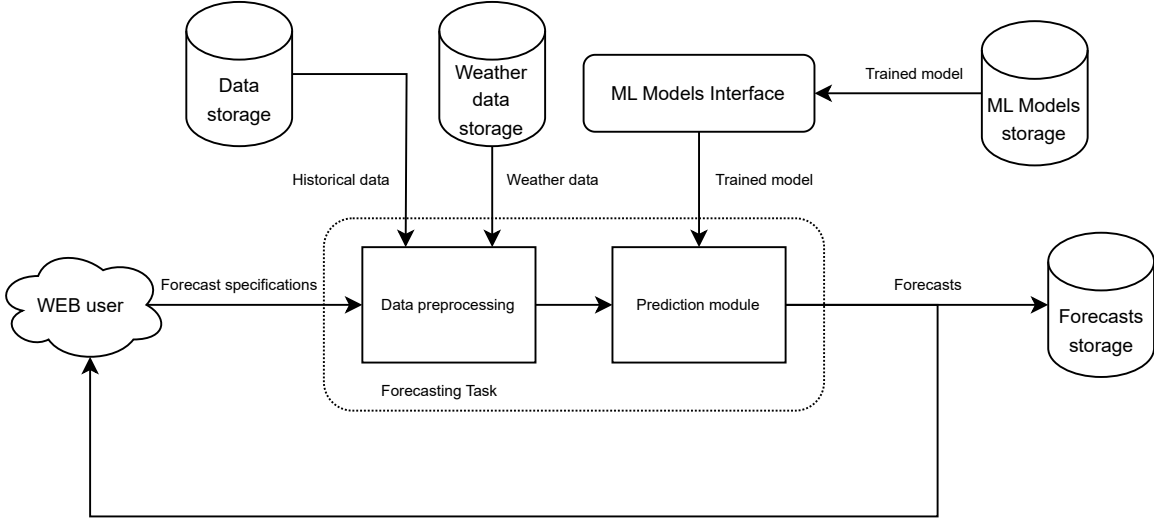 Data
storage
Weather
data
storage
ML Models Interface
Trained model
ML Models
storage
Historical data
Weather data
Trained model
WEB user
Forecast specifications
Data preprocessing
Prediction module
Forecasts
Forecasts
storage
Forecasting Task